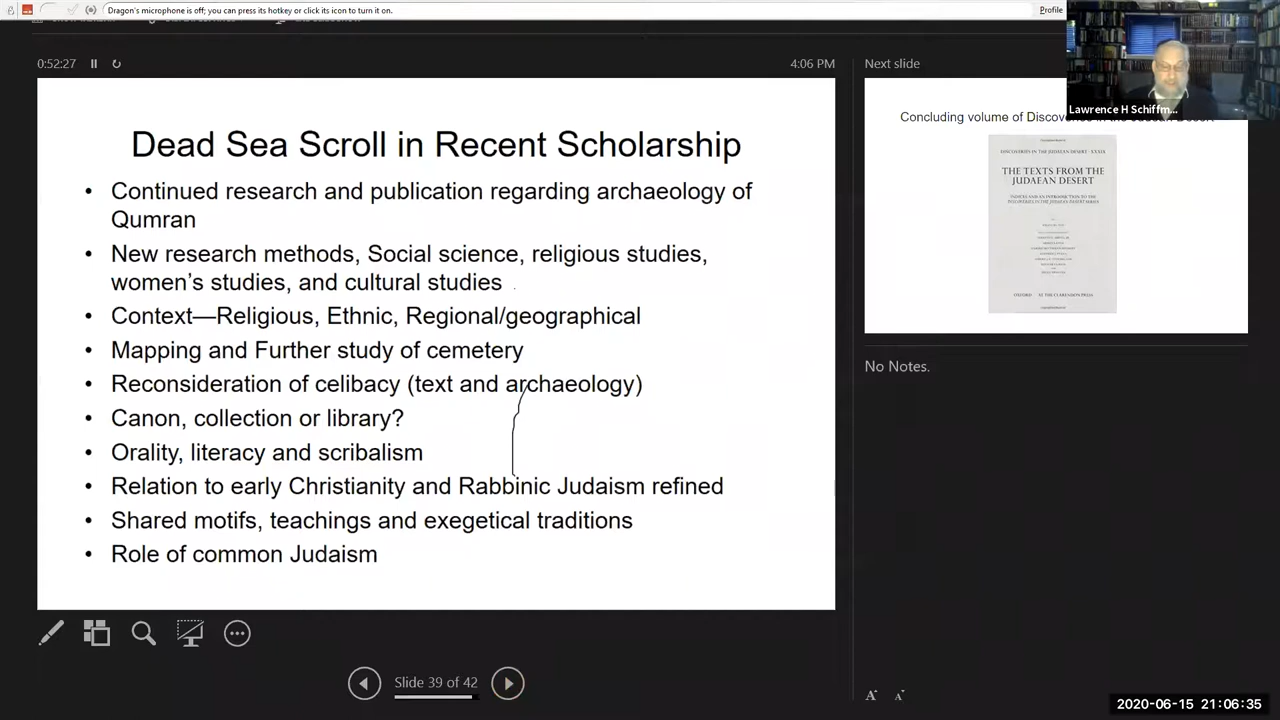 Dragon's microphone is off; you can press its hotkey or click its icon to turn it on.
Profile
0:52:27
4:06 PM
Next slide
Lawrence H Schiffm...
Dead Sea Scroll in Recent Scholarship
• Continued research and publication regarding archaeology of
Qumran
• New research methods: Social science, religious studies,
women's studies, and cultural studies
• Context—Religious, Ethnic, Regional/geographical
• Mapping and Further study of cemetery
• Reconsideration of celibacy (text and archaeology)
• Canon, collection or library?
• Orality, literacy and scribalism
• Relation to early Christianity and Rabbinic Judaism refined
• Shared motifs, teachings and exegetical traditions
• Role of common Judaism
Concluding volume of
DISCOVERIES IN THE JUDAEAN DESERT · XXXIX
THE TEXTS FROM THE
JUDAEAN DESERT
OXFORD AT THE CLARENDON PRESS
No Notes.
Slide 39 of 42
2020-06-15 21:06:35